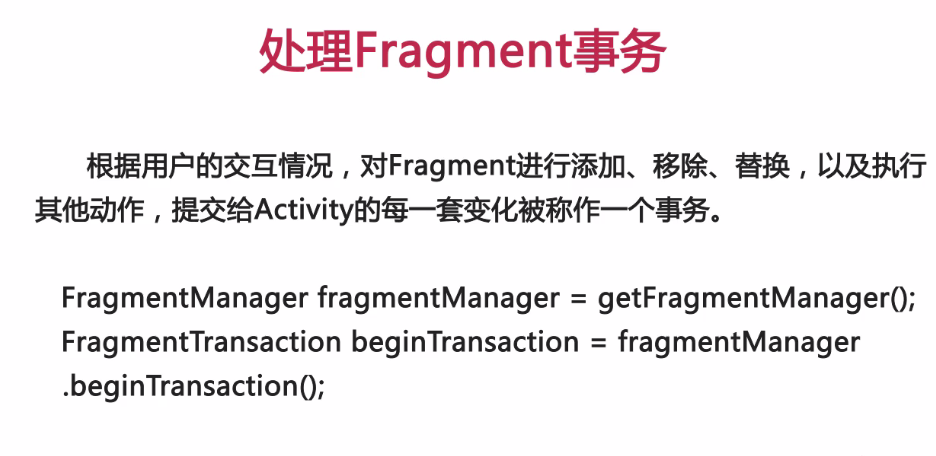 处理Fragment事务
根据用户的交互情况，对Fragment进行添加、移除、替换，以及执行
其他动作，提交给Activity的每一套变化被称作一个事务。
FragmentManager fragmentManager = getFragmentManager();
FragmentTransaction beginTransaction = fragmentManager
.beginTransaction();